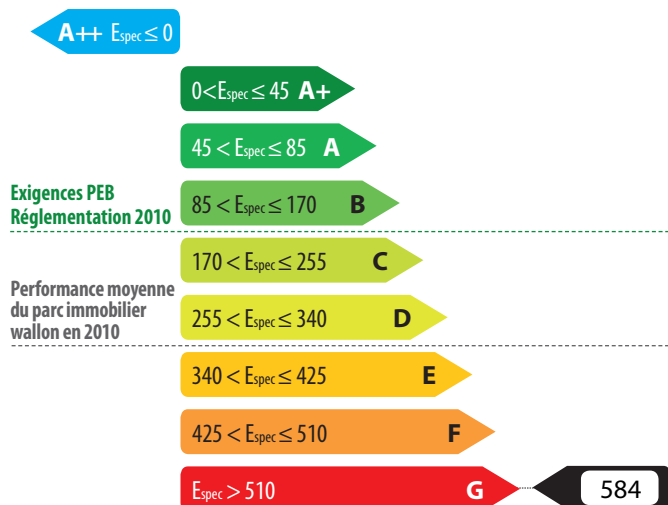 A++ Espec ≤ 0
0<Espec ≤ 45 A+
45 < Espec ≤ 85 A
Exigences PEB
Réglementation 2010
85 < Espec ≤ 170 B
170 < Espec ≤ 255 C
Performance moyenne
du parc immobilier
wallon en 2010
255 < Espec ≤ 340 D
340 < Espec ≤ 425 E
425 < Espec ≤ 510 F
Espec > 510 G 584